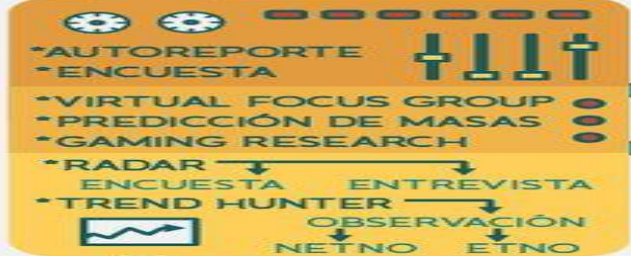 *AUTOREPORTE
*ENCUESTA
*VIRTUAL FOCUS GROUP
*PREDICCIÓN DE MASAS
*GAMING RESEARCH
*RADAR
ENCUESTA ENTREVISTA
*TREND HUNTER
OBSERVACIÓN
NETNO ETNO